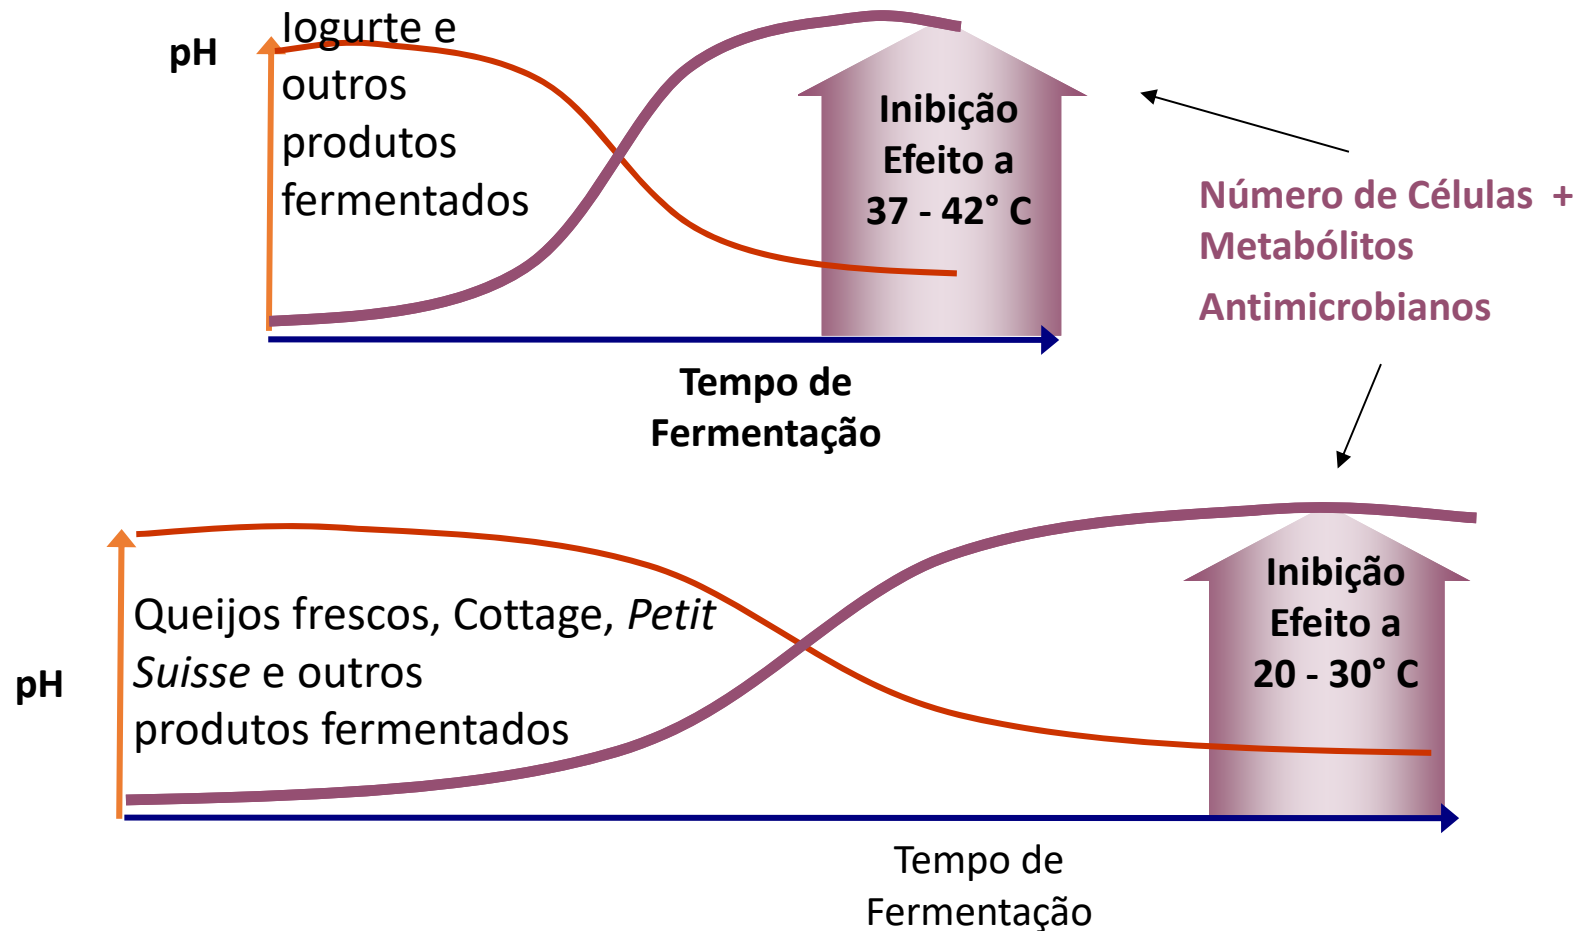 pH
Iogurte e
outros
produtos
fermentados
Inibição
Efeito a
37 - 42° C
Número de Células +
Metabólitos
Antimicrobianos
Tempo de
Fermentação
pH
Queijos frescos, Cottage, Petit
Suisse e outros
produtos fermentados
Inibição
Efeito a
20 - 30° C
Tempo de
Fermentação